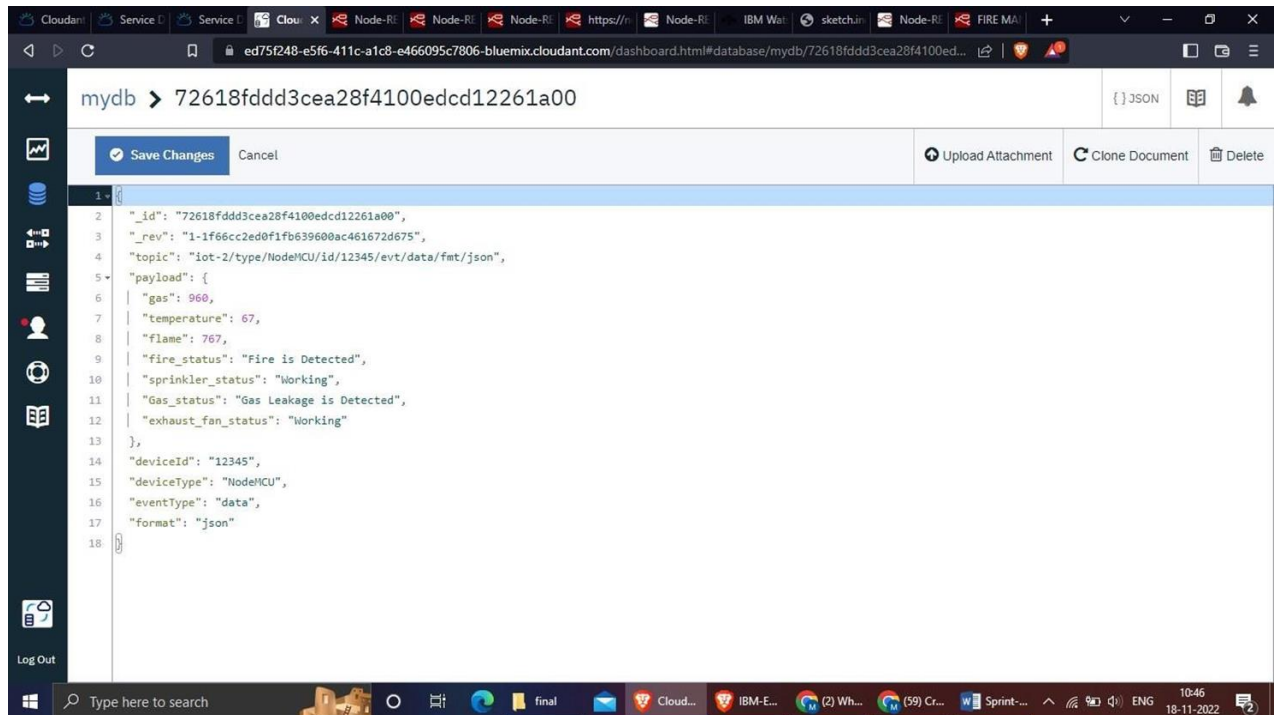 Cloudant
Service D
Service D
Clou
Node-RE
Node-RE
Node-RE
https://n
Node-RE
IBM Wat
sketch.in
Node-RE
FIRE MA
ed75f248-e5f6-411c-a1c8-e466095c7806-bluemix.cloudant.com/dashboard.html#database/mydb/72618fddd3cea28f4100ed...
mydb > 72618fddd3cea28f4100edcd12261a00
{ } JSON
Save Changes
Cancel
Upload Attachment
Clone Document
Delete
1 {
2 "_id": "72618fddd3cea28f4100edcd12261a00",
3 "_rev": "1-1f66cc2ed0f1fb639600ac461672d675",
4 "topic": "iot-2/type/NodeMCU/id/12345/evt/data/fmt/json",
5 "payload": {
6 "gas": 960,
7 "temperature": 67,
8 "flame": 767,
9 "fire_status": "Fire is Detected",
10 "sprinkler_status": "Working",
11 "Gas_status": "Gas Leakage is Detected",
12 "exhaust_fan_status": "Working"
13 },
14 "deviceId": "12345",
15 "deviceType": "NodeMCU",
16 "eventType": "data",
17 "format": "json"
18 }
Log Out
Type here to search
final
Cloud...
IBM-E...
(2) Wh...
(59) Cr...
Sprint-...
ENG
10:46
18-11-2022
2